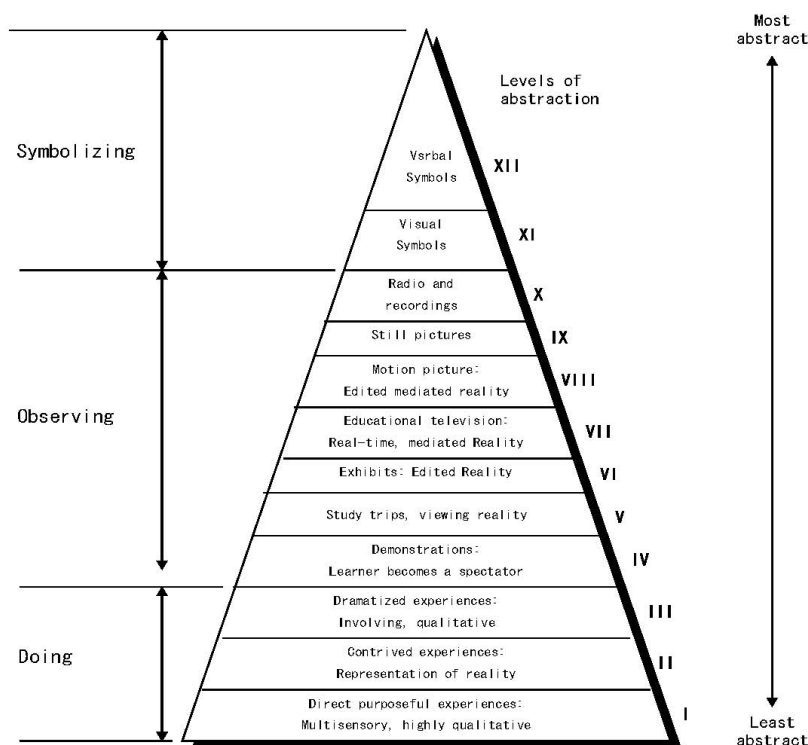 Most
abstract
Levels of
abstraction
Symbolizing
Vsrbal
Symbols
XII
Visual
Symbols
XI
Radio and
recordings
X
Still pictures
IX
Motion picture:
Edited mediated reality
VIII
Observing
Educational television:
Real-time, mediated Reality
VII
Exhibits: Edited Reality
VI
Study trips, viewing reality
V
Demonstrations:
Learner becomes a spectator
IV
Dramatized experiences:
Involving, qualitative
III
Doing
Contrived experiences:
Representation of reality
II
Direct purposeful experiences:
Multisensory, highly qualitative
I
Least
abstract